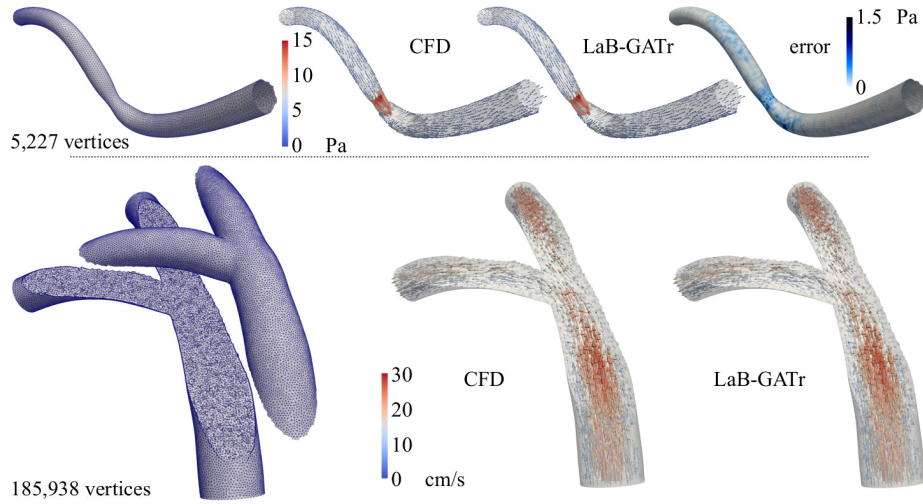 15
10
5
0 Pa
CFD
LaB-GATr
error
1.5 Pa
0
5,227 vertices
30
20
10
0 cm/s
CFD
LaB-GATr
185,938 vertices